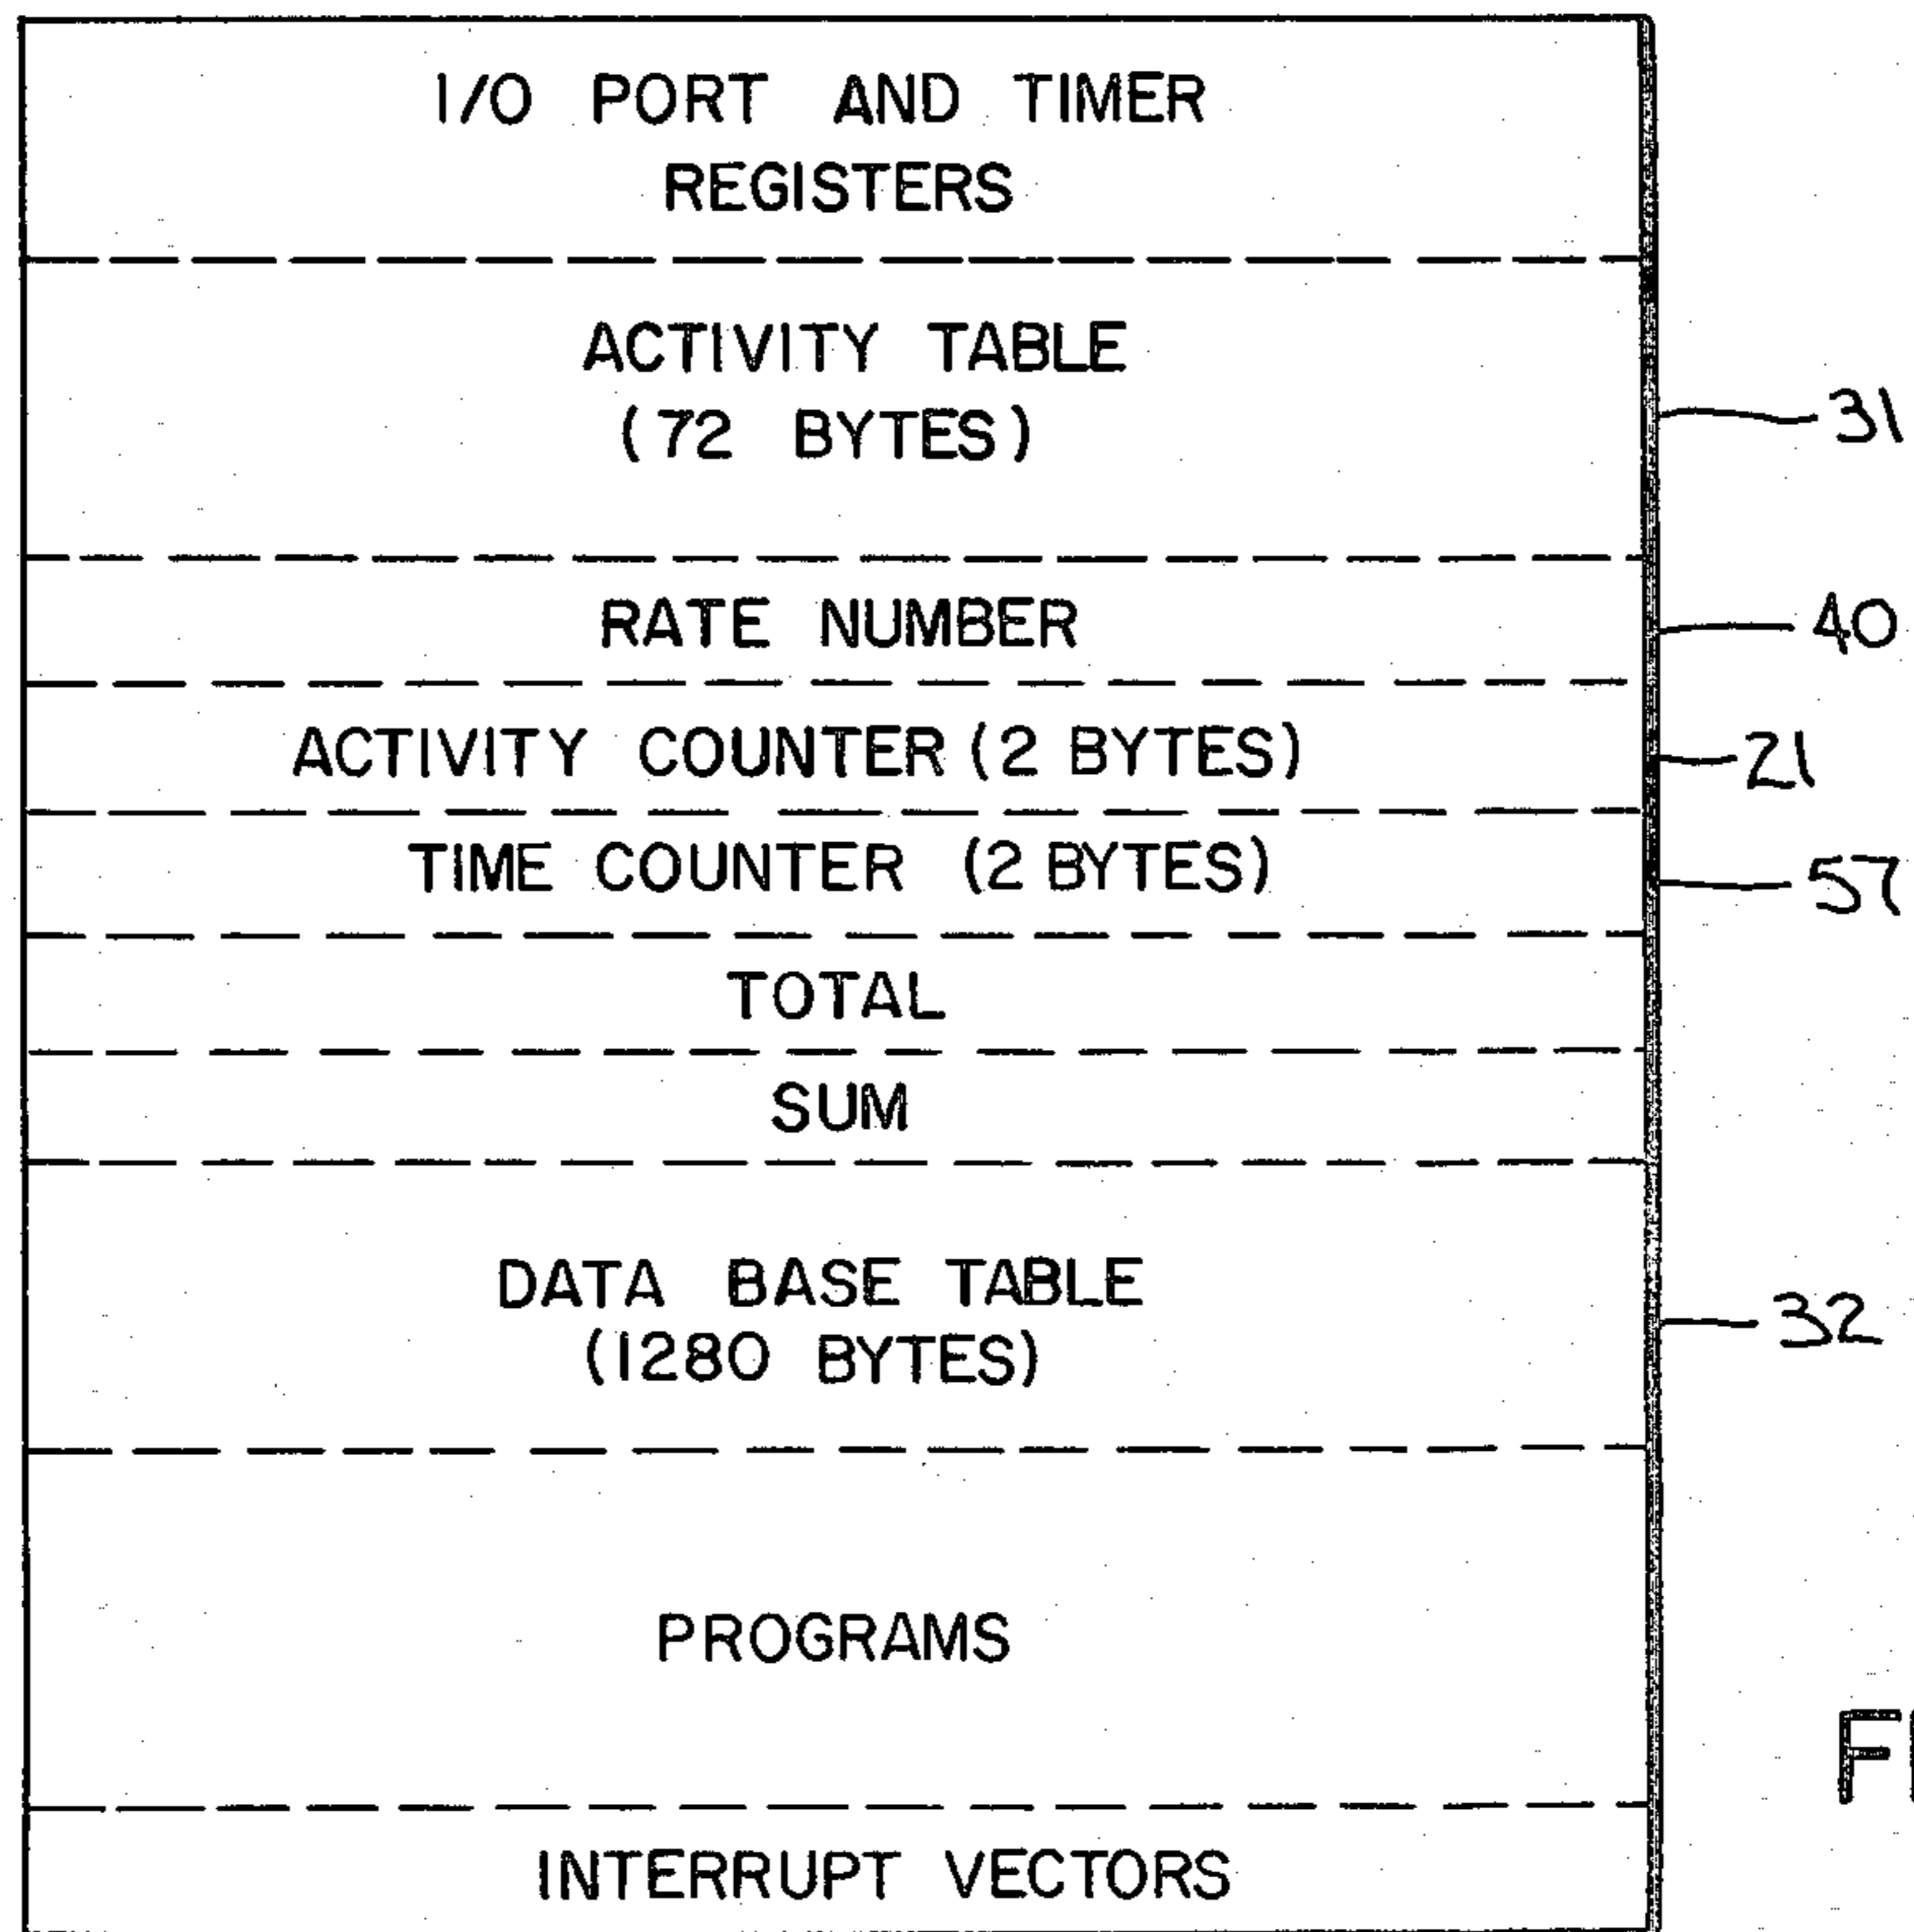 I/O PORT AND TIMER
REGISTERS
ACTIVITY TABLE
(72 BYTES)
31
RATE NUMBER
40
ACTIVITY COUNTER (2 BYTES)
21
TIME COUNTER (2 BYTES)
57
TOTAL
SUM
DATA BASE TABLE
(1280 BYTES)
32
PROGRAMS
INTERRUPT VECTORS